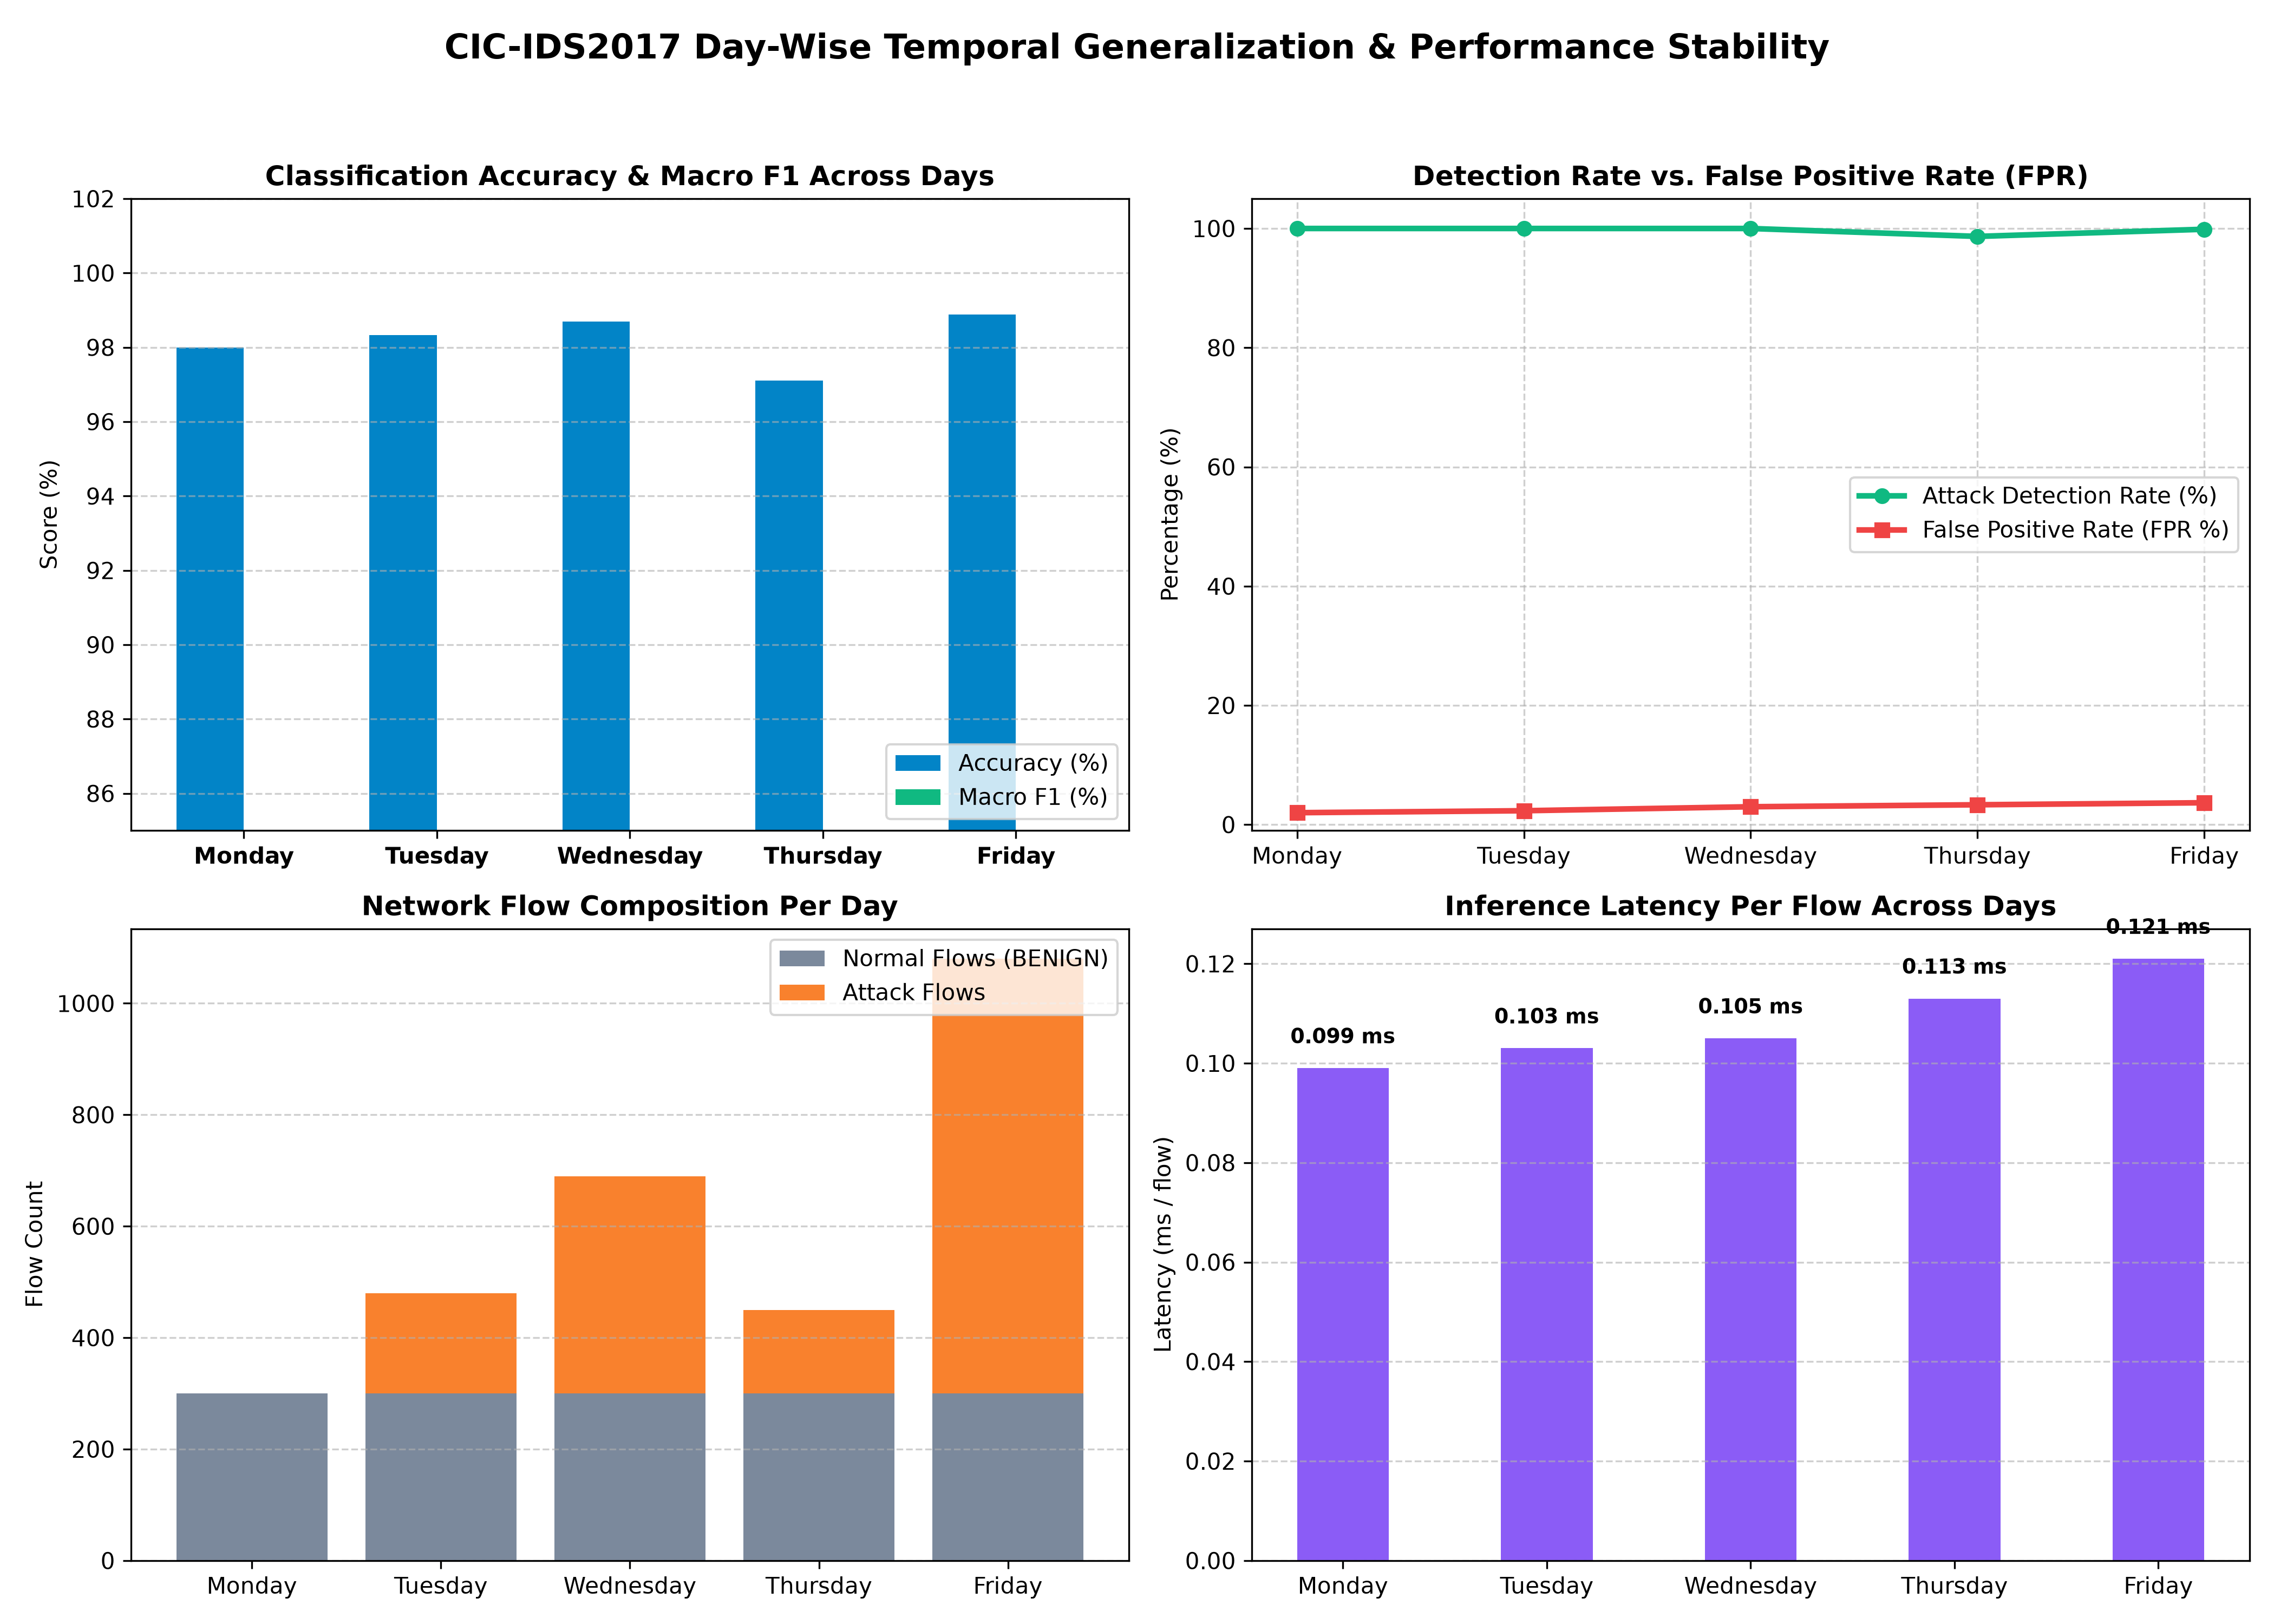 CIC-IDS2017 Day-Wise Temporal Generalization & Performance Stability
Classification Accuracy & Macro F1 Across Days
102
100
98
96
94
92
90
88
86
Score (%)
Accuracy (%)
Macro F1 (%)
Monday Tuesday Wednesday Thursday Friday
Detection Rate vs. False Positive Rate (FPR)
100
80
60
40
20
0
Percentage (%)
Attack Detection Rate (%)
False Positive Rate (FPR %)
Monday Tuesday Wednesday Thursday Friday
Network Flow Composition Per Day
1000
800
600
400
200
0
Flow Count
Normal Flows (BENIGN)
Attack Flows
Monday Tuesday Wednesday Thursday Friday
Inference Latency Per Flow Across Days
0.12
0.10
0.08
0.06
0.04
0.02
0.00
Latency (ms / flow)
0.099 ms
0.103 ms
0.105 ms
0.113 ms
0.121 ms
Monday Tuesday Wednesday Thursday Friday